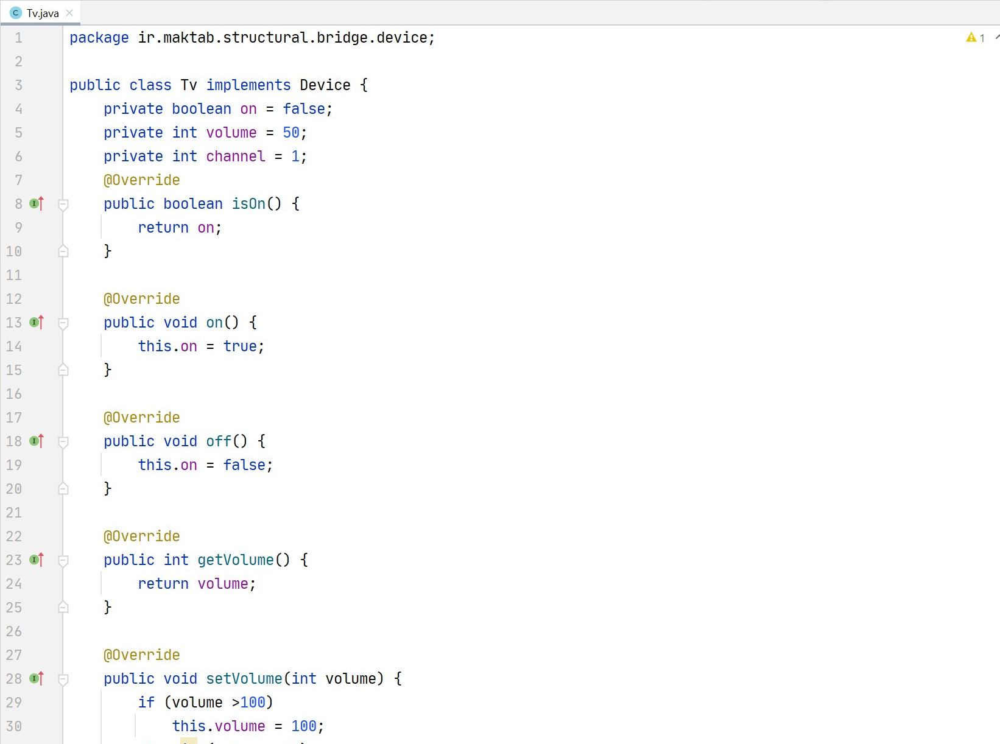 Tv.java
1 package ir.maktab.structural.bridge.device;
1
2
3 public class Tv implements Device {
4 private boolean on = false;
5 private int volume = 50;
6 private int channel = 1;
7 @Override
8 public boolean isOn() {
9 return on;
10 }
11
12 @Override
13 public void on() {
14 this.on = true;
15 }
16
17 @Override
18 public void off() {
19 this.on = false;
20 }
21
22 @Override
23 public int getVolume() {
24 return volume;
25 }
26
27 @Override
28 public void setVolume(int volume) {
29 if (volume >100)
30 this.volume = 100;